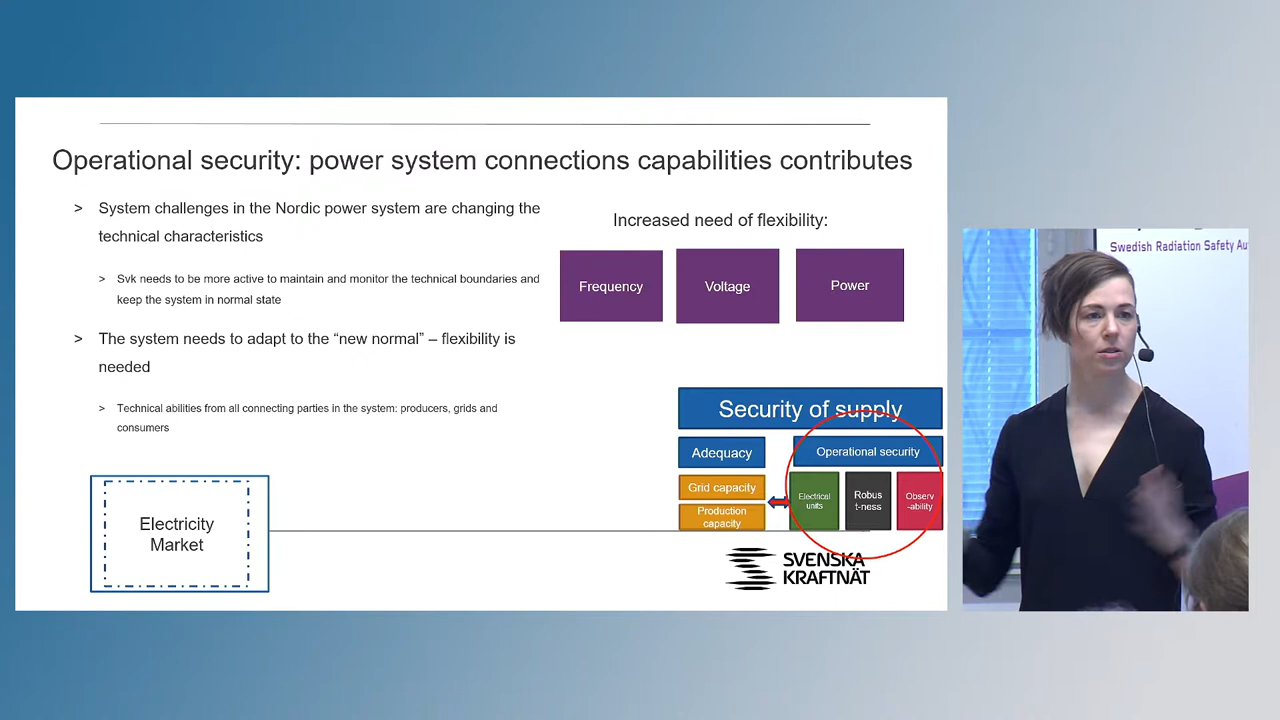 Operational security: power system connections capabilities contributes
> System challenges in the Nordic power system are changing the
technical characteristics
> Svk needs to be more active to maintain and monitor the technical boundaries and
keep the system in normal state
> The system needs to adapt to the “new normal” – flexibility is
needed
> Technical abilities from all connecting parties in the system: producers, grids and
consumers
Electricity
Market
Increased need of flexibility:
Frequency
Voltage
Power
Security of supply
Adequacy
Operational security
Grid capacity
Production
capacity
Electrical
units
Robus
t-ness
Observ
-ability
SVENSKA
KRAFTNÄT
Swedish Radiation Safety